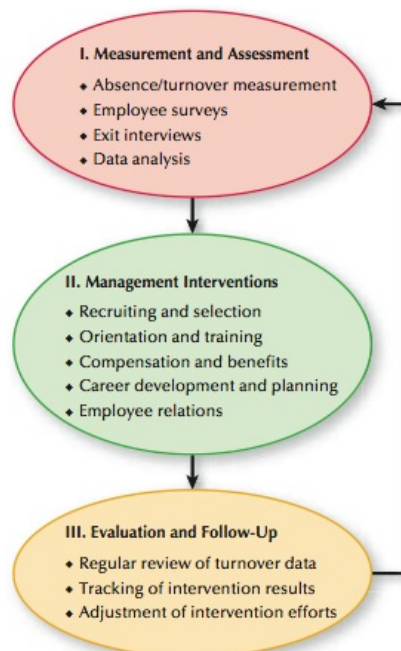 I. Measurement and Assessment
◆ Absence/turnover measurement
◆ Employee surveys
◆ Exit interviews
◆ Data analysis
II. Management Interventions
◆ Recruiting and selection
◆ Orientation and training
◆ Compensation and benefits
◆ Career development and planning
◆ Employee relations
III. Evaluation and Follow-Up
◆ Regular review of turnover data
◆ Tracking of intervention results
◆ Adjustment of intervention efforts